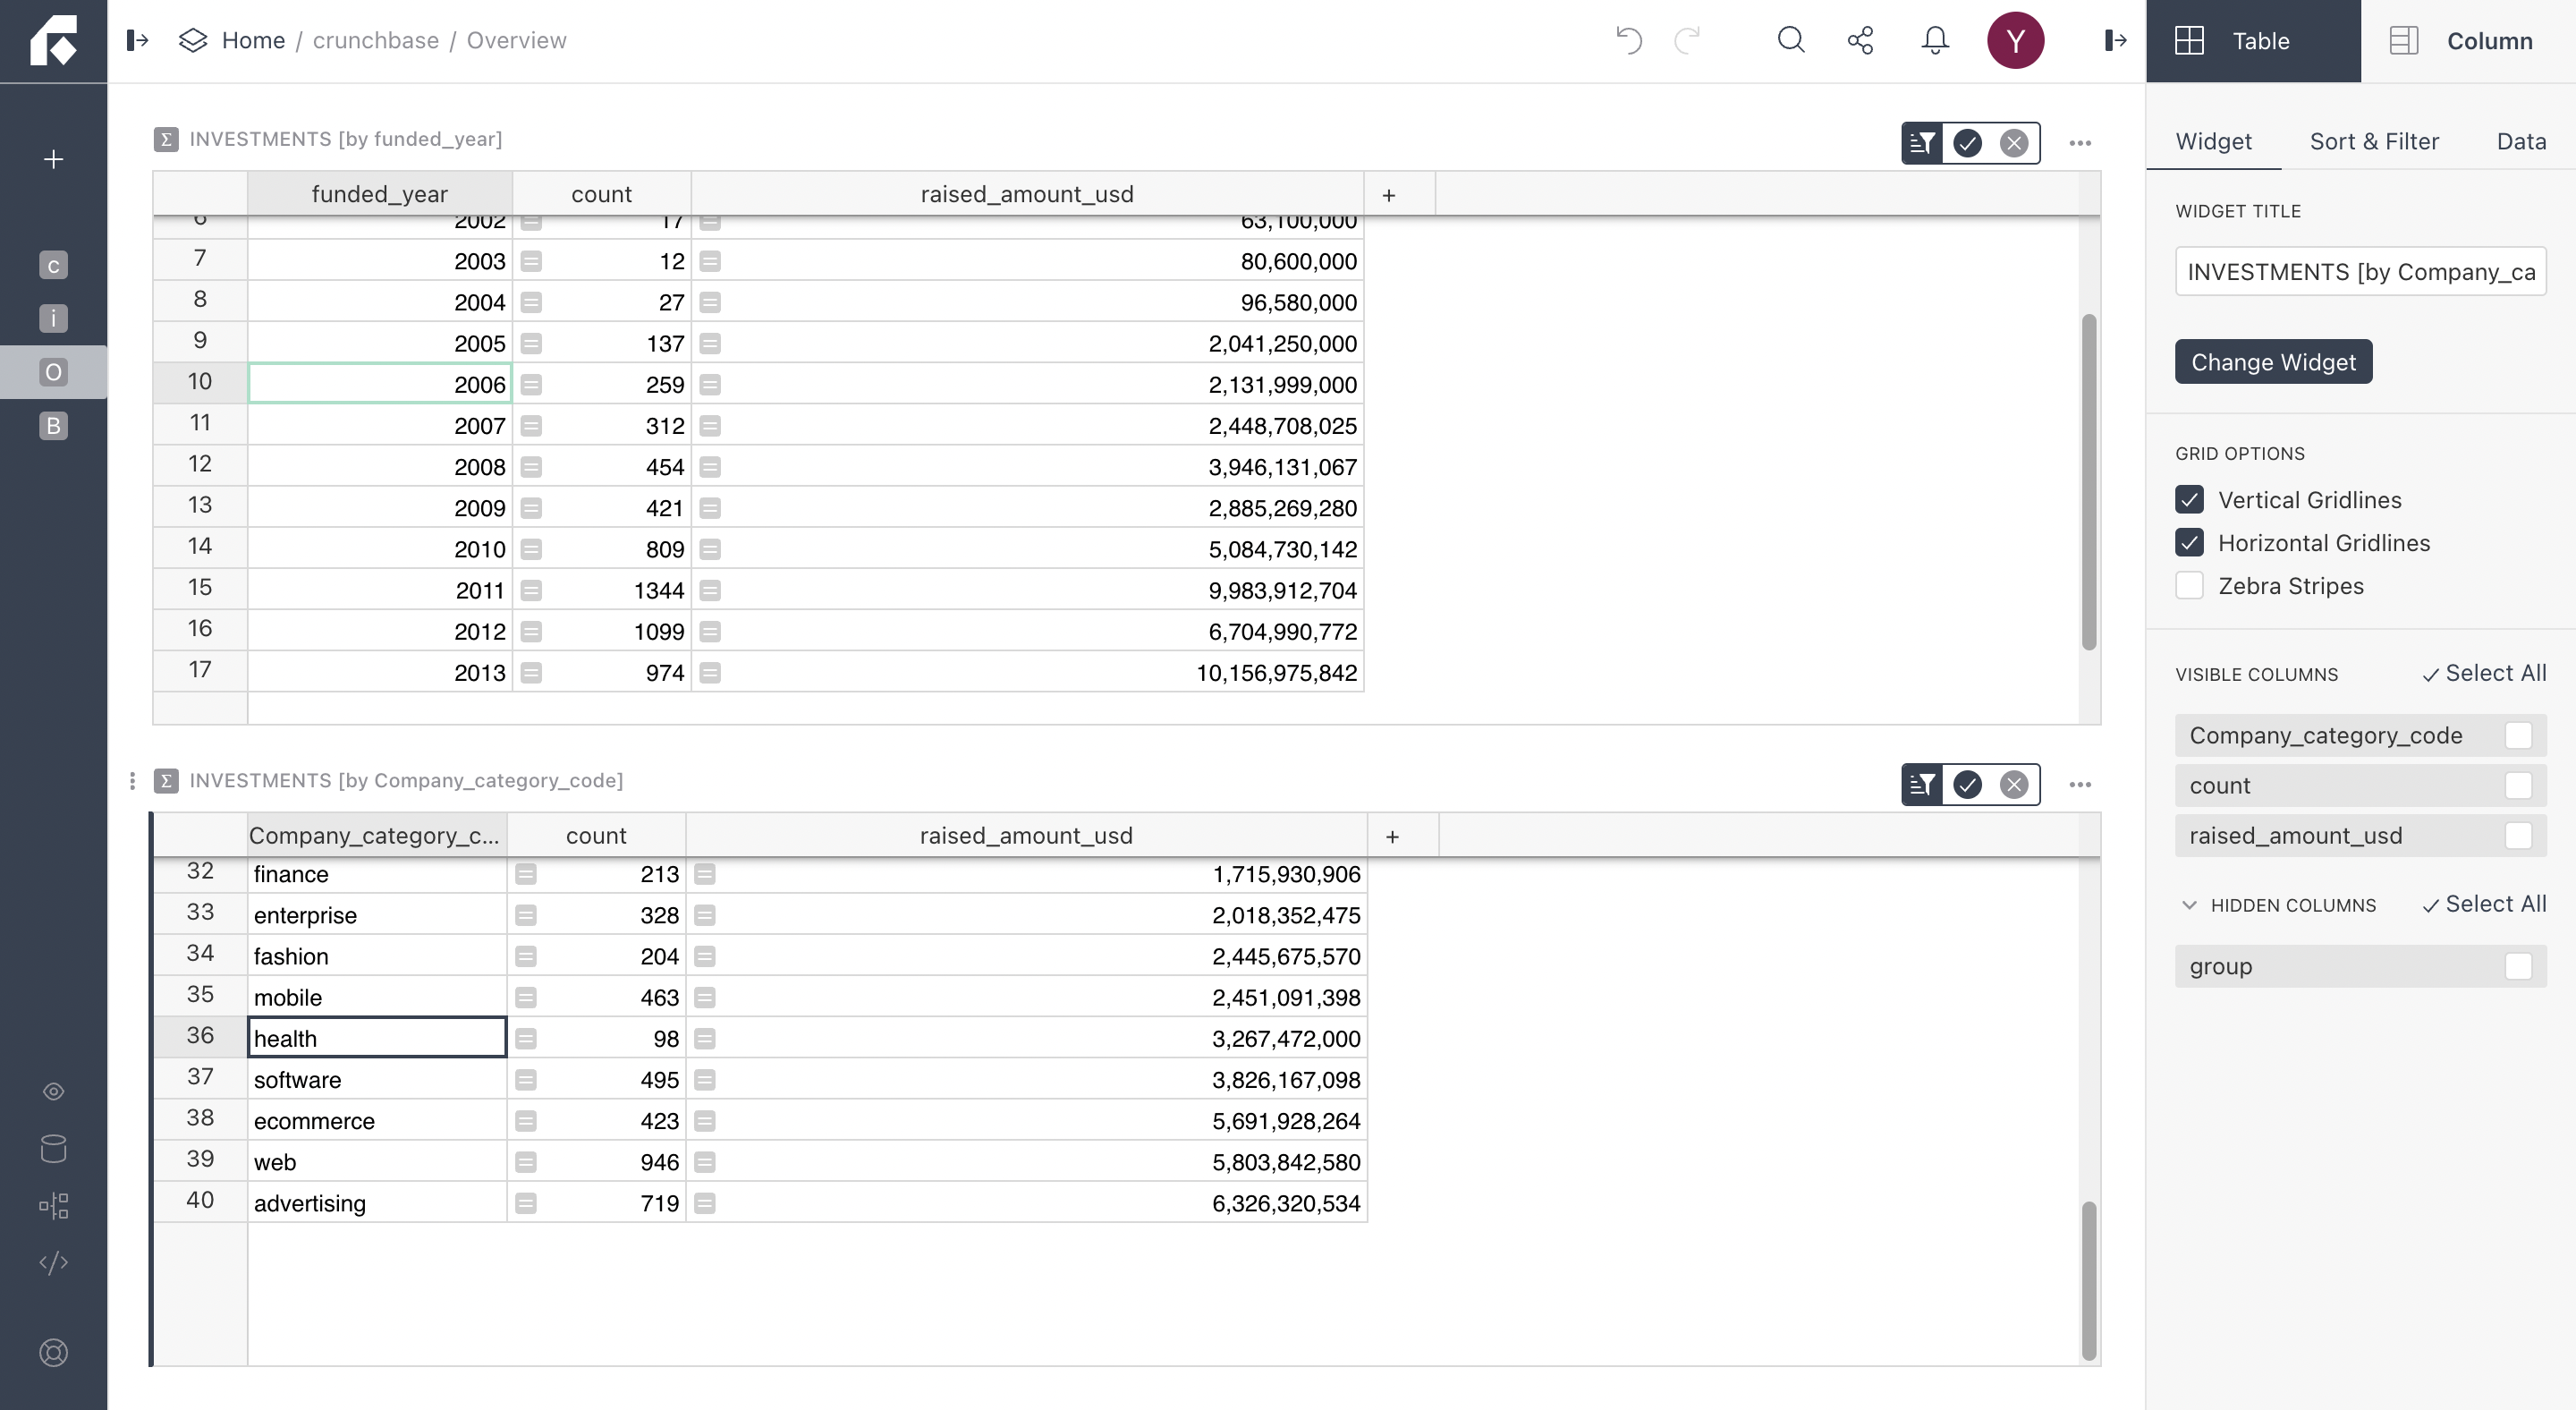 Home / crunchbase / Overview
Y
Table
Column
+
c
i
O
B
Σ INVESTMENTS [by funded_year]
funded_year count raised_amount_usd +
6 2002 17 63,100,000
7 2003 12 80,600,000
8 2004 27 96,580,000
9 2005 137 2,041,250,000
10 2006 259 2,131,999,000
11 2007 312 2,448,708,025
12 2008 454 3,946,131,067
13 2009 421 2,885,269,280
14 2010 809 5,084,730,142
15 2011 1344 9,983,912,704
16 2012 1099 6,704,990,772
17 2013 974 10,156,975,842
Σ INVESTMENTS [by Company_category_code]
Company_category_c... count raised_amount_usd +
32 finance 213 1,715,930,906
33 enterprise 328 2,018,352,475
34 fashion 204 2,445,675,570
35 mobile 463 2,451,091,398
36 health 98 3,267,472,000
37 software 495 3,826,167,098
38 ecommerce 423 5,691,928,264
39 web 946 5,803,842,580
40 advertising 719 6,326,320,534
Widget Sort & Filter Data
WIDGET TITLE
INVESTMENTS [by Company_ca
Change Widget
GRID OPTIONS
Vertical Gridlines
Horizontal Gridlines
Zebra Stripes
VISIBLE COLUMNS Select All
Company_category_code
count
raised_amount_usd
HIDDEN COLUMNS Select All
group